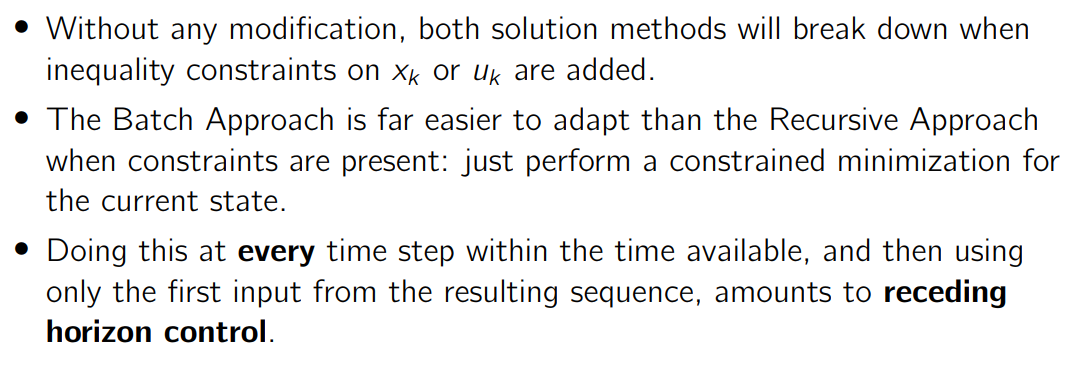 • Without any modification, both solution methods will break down when
inequality constraints on xₖ or uₖ are added.
• The Batch Approach is far easier to adapt than the Recursive Approach
when constraints are present: just perform a constrained minimization for
the current state.
• Doing this at every time step within the time available, and then using
only the first input from the resulting sequence, amounts to receding
horizon control.